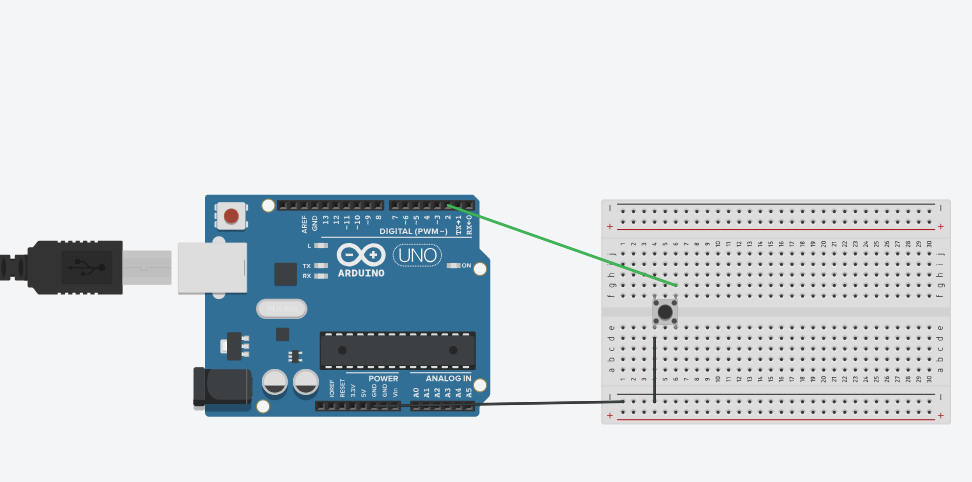 AREF
GND
13
12
~11
~10
~9
8
7
~6
~5
4
~3
2
TX→1
RX←0
DIGITAL (PWM~)
L
TX
RX
ARDUINO
UNO
ON
POWER
ANALOG IN
IOREF
RESET
3.3V
5V
GND
GND
Vin
A0
A1
A2
A3
A4
A5
1 2 3 4 5 6 7 8 9 10 11 12 13 14 15 16 17 18 19 20 21 22 23 24 25 26 27 28 29 30
j j
i i
h h
g g
f f
e e
d d
c c
b b
a a
1 2 3 4 5 6 7 8 9 10 11 12 13 14 15 16 17 18 19 20 21 22 23 24 25 26 27 28 29 30